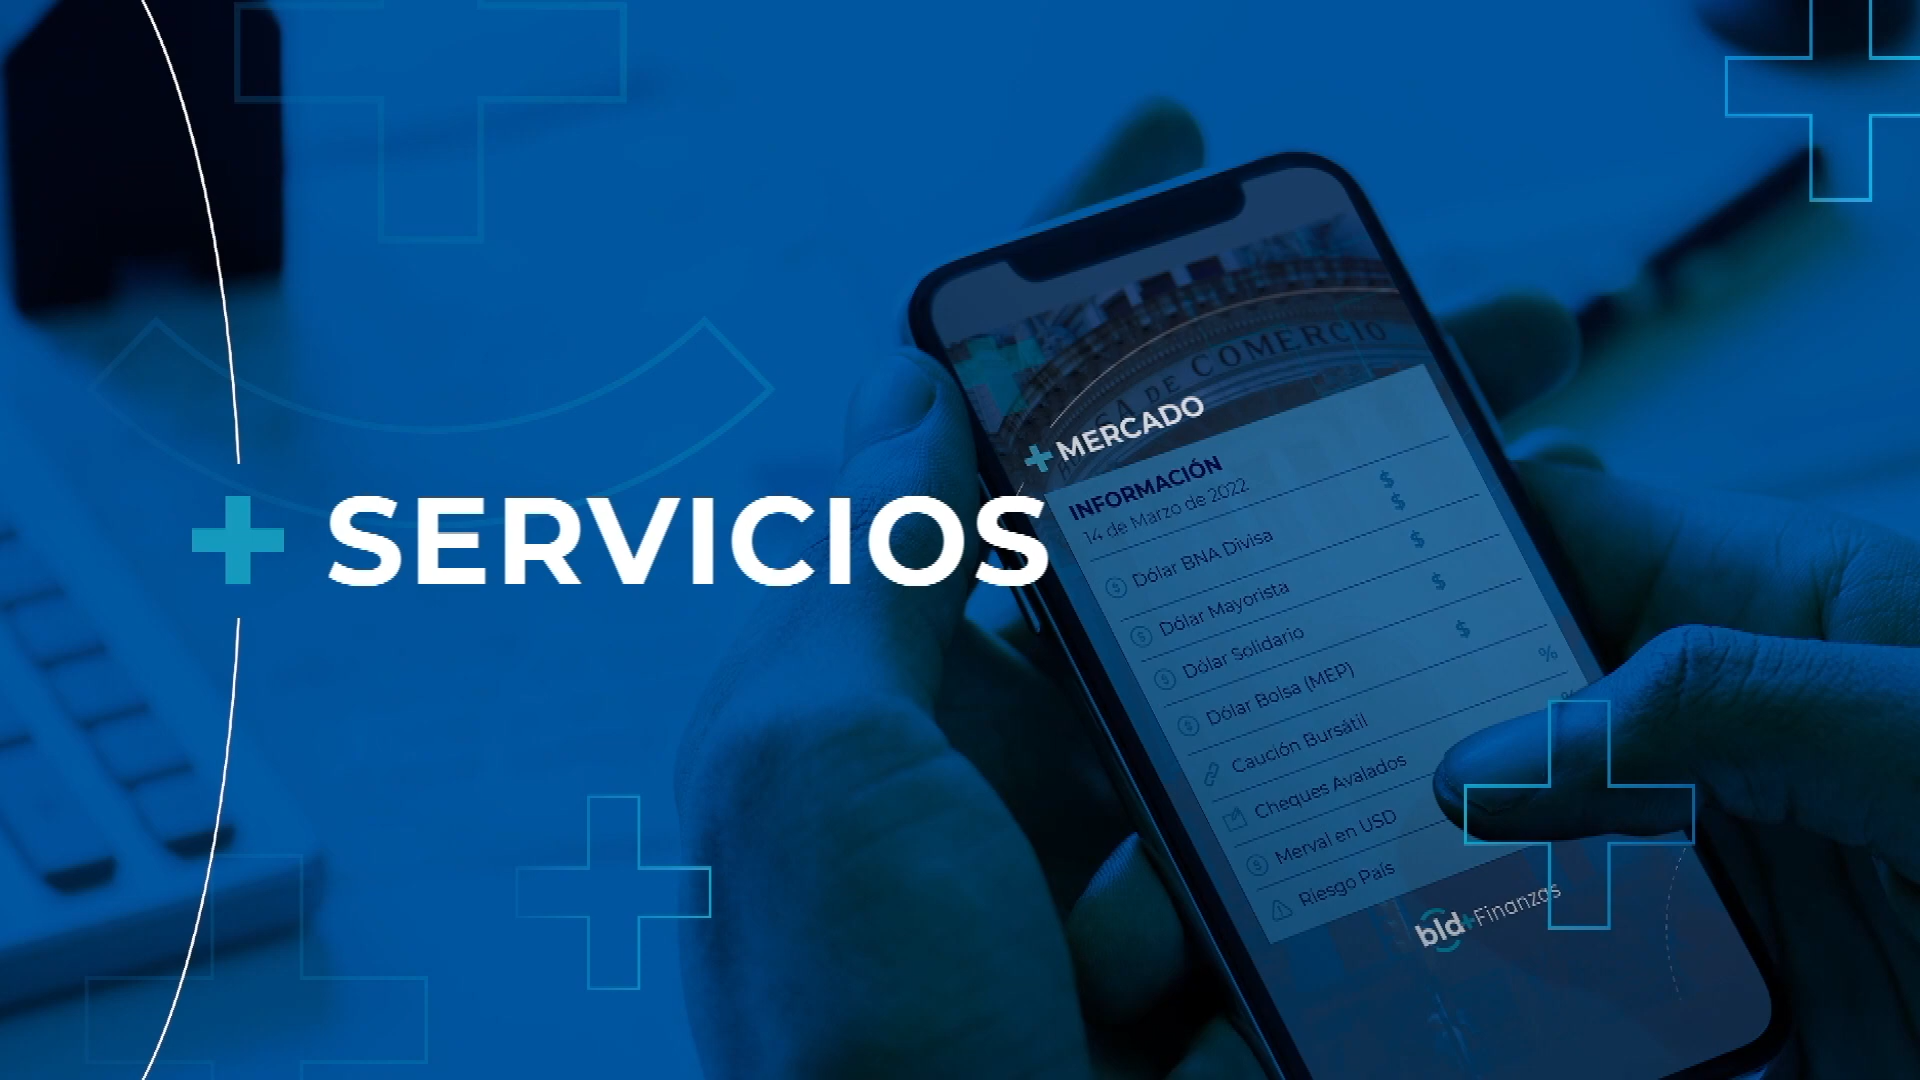 + SERVICIOS
DE COMERCIO
+ MERCADO
INFORMACIÓN
14 de Marzo de 2022
$
$ Dólar BNA Divisa $
$ Dólar Mayorista $
$ Dólar Solidario $
$ Dólar Bolsa (MEP) $
Caución Bursátil %
Cheques Avalados %
$ Merval en USD
Riesgo País
bld+Finanzas